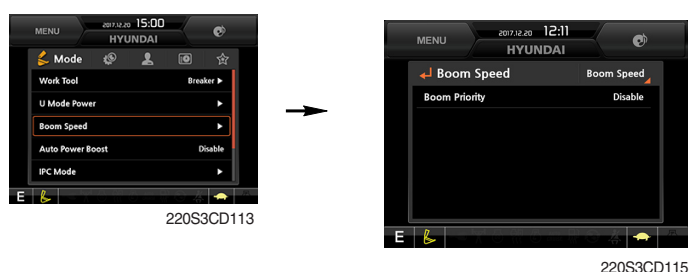 MENU
2017.12.20 15:00
HYUNDAI
Mode
Work Tool Breaker ▶
U Mode Power ▶
Boom Speed ▶
Auto Power Boost Disable
IPC Mode ▶
E
220S3CD113
MENU
2017.12.20 12:11
HYUNDAI
Boom Speed Boom Speed
Boom Priority Disable
E
220S3CD115